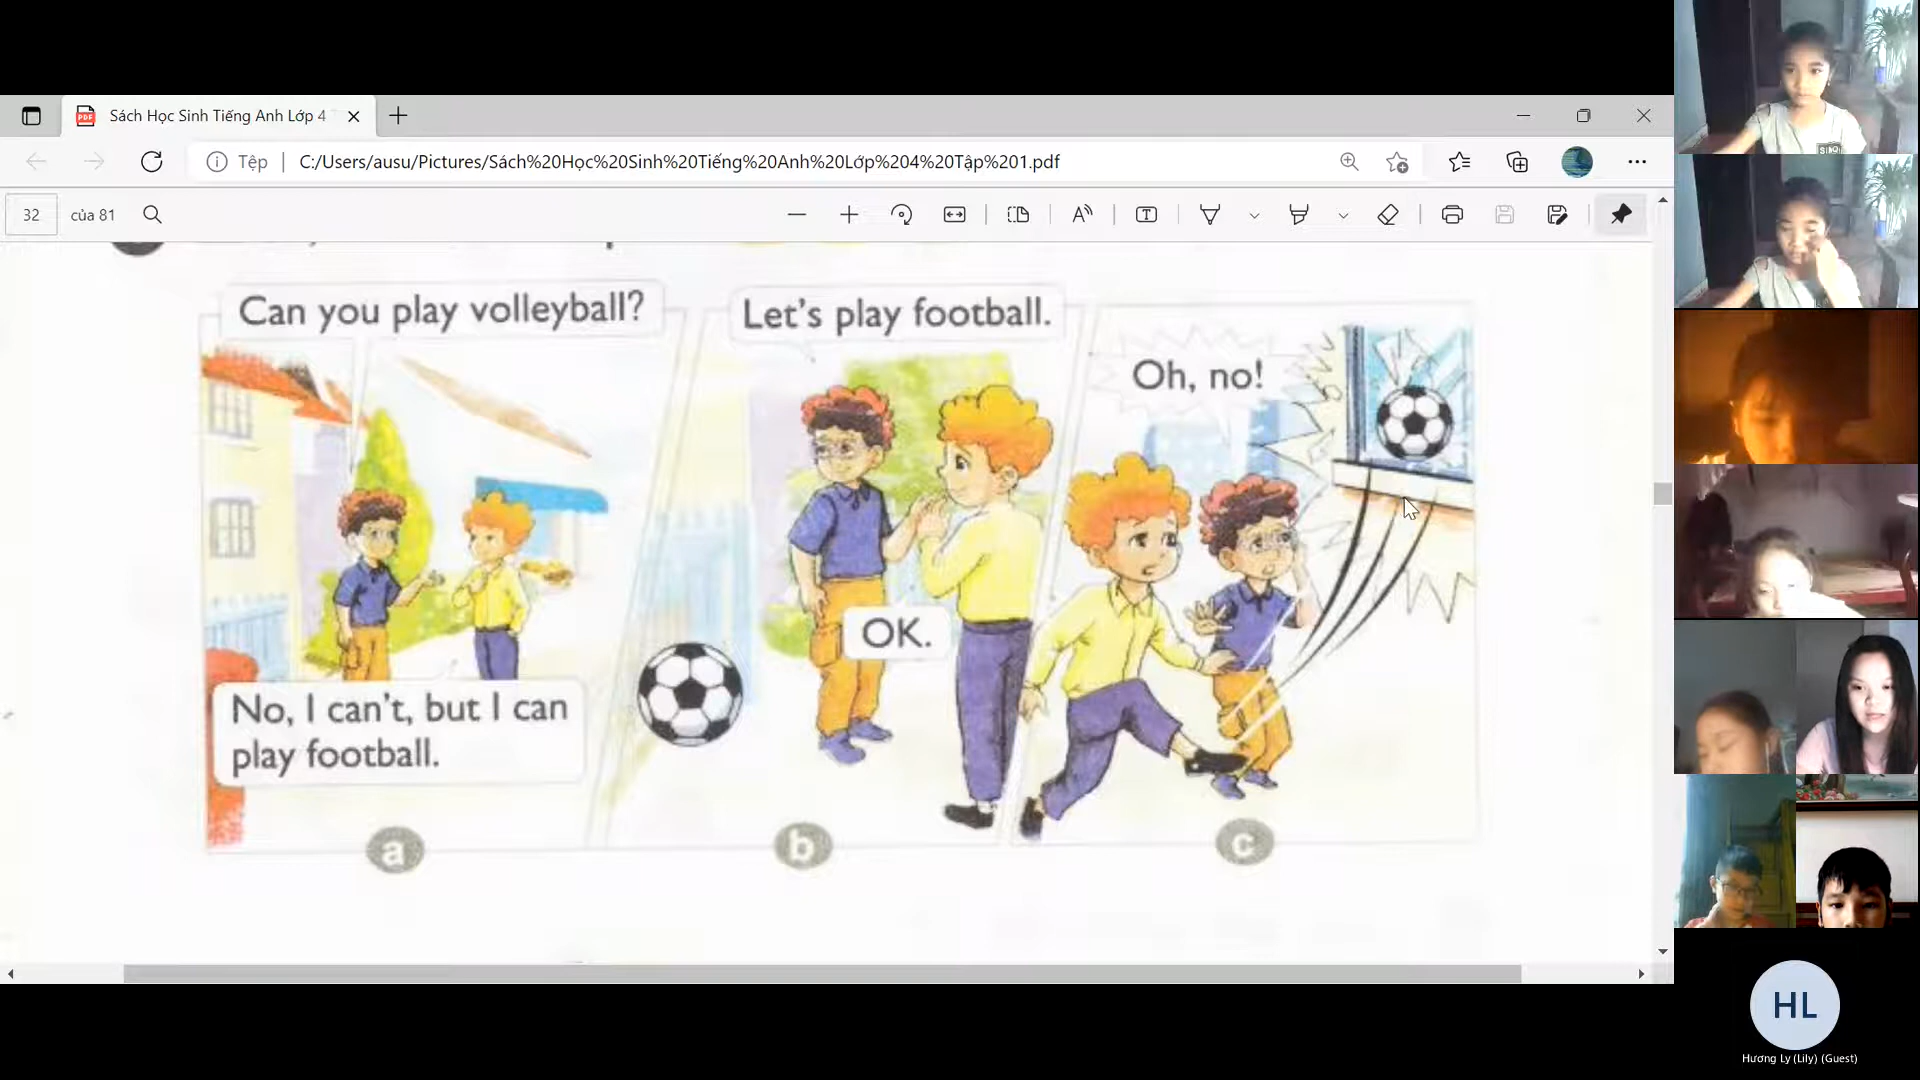 Sách Học Sinh Tiếng Anh Lớp 4
Tệp
C:/Users/ausu/Pictures/Sách%20Học%20Sinh%20Tiếng%20Anh%20Lớp%204%20Tập%201.pdf
32 của 81
Can you play volleyball?
No, I can't, but I can
play football.
a
Let's play football.
OK.
b
Oh, no!
c
HL
Hương Ly (Lily) (Guest)